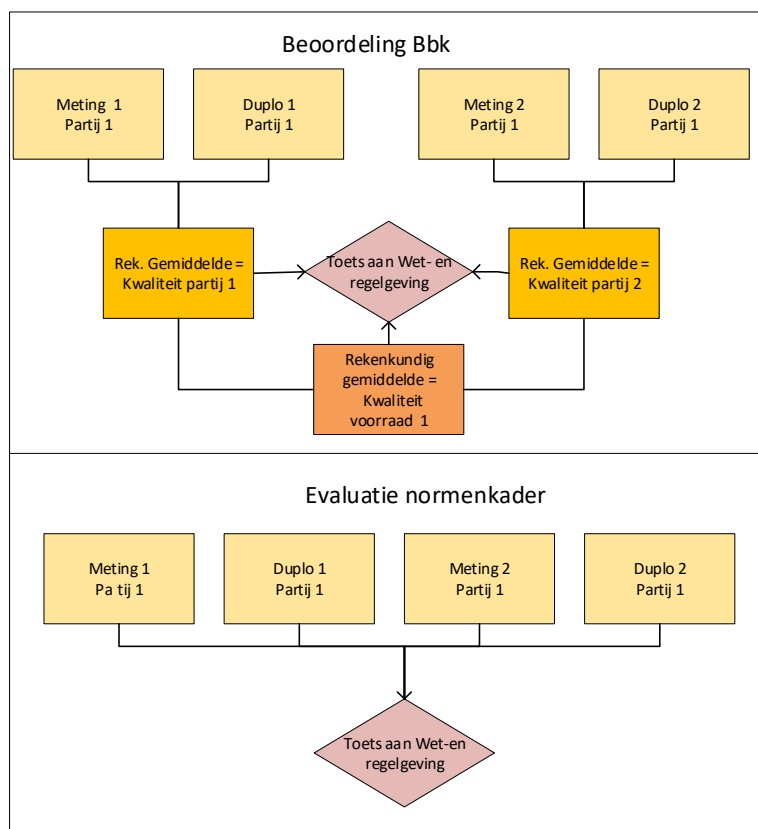 Beoordeling Bbk
Meting 1
Partij 1
Duplo 1
Partij 1
Meting 2
Partij 1
Duplo 2
Partij 1
Rek. Gemiddelde =
Kwaliteit partij 1
Toets aan Wet- en
regelgeving
Rek. Gemiddelde =
Kwaliteit partij 2
Rekenkundig
gemiddelde =
Kwaliteit
voorraad 1
Evaluatie normenkader
Meting 1
Pa tij 1
Duplo 1
Partij 1
Meting 2
Partij 1
Duplo 2
Partij 1
Toets aan Wet-en
regelgeving